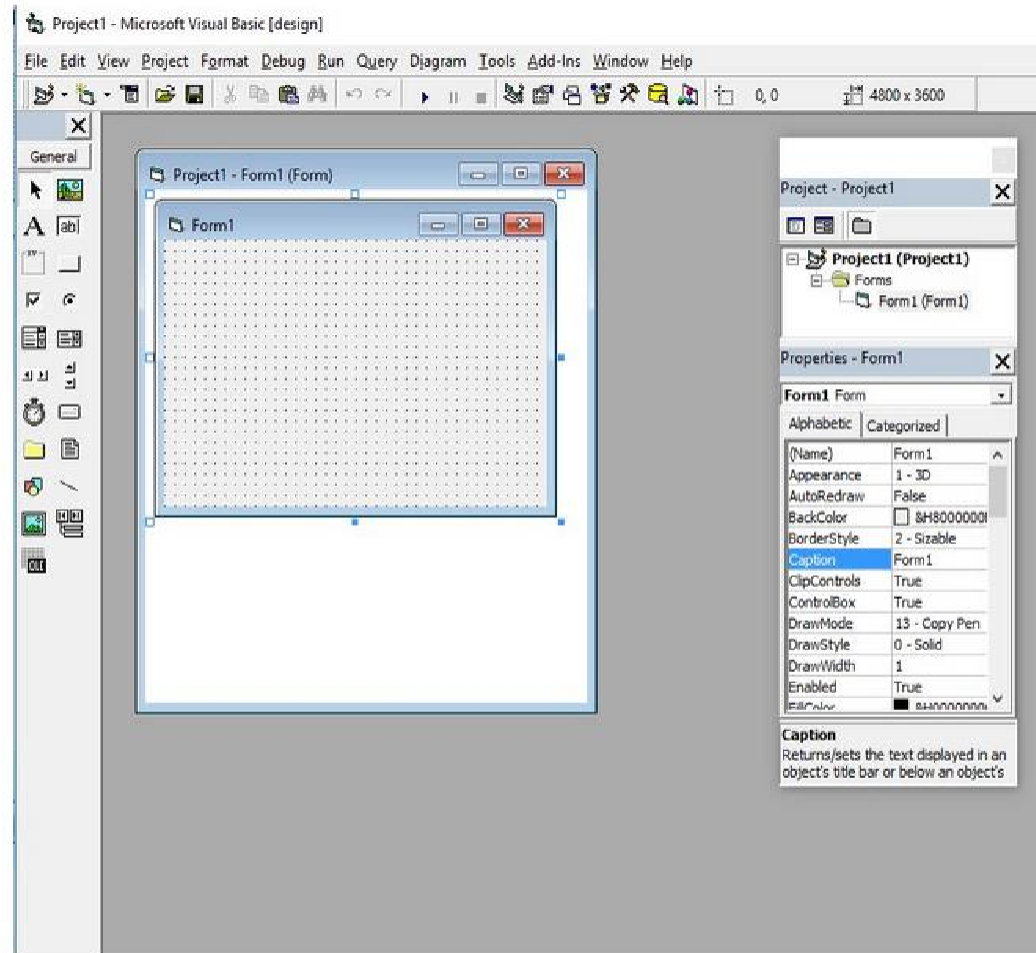 Project1 - Microsoft Visual Basic [design]
File Edit View Project Format Debug Run Query Diagram Tools Add-Ins Window Help
0, 0 4800 x 3600
General
A ab|
Project1 - Form1 (Form)
Form1
Project - Project1
Project1 (Project1)
Forms
Form1 (Form1)
Properties - Form1
Form1 Form
Alphabetic Categorized
(Name) Form1
Appearance 1 - 3D
AutoRedraw False
BackColor &H8000000
BorderStyle 2 - Sizable
Caption Form1
ClipControls True
ControlBox True
DrawMode 13 - Copy Pen
DrawStyle 0 - Solid
DrawWidth 1
Enabled True
FillColor
Caption
Returns/sets the text displayed in an
object's title bar or below an object's